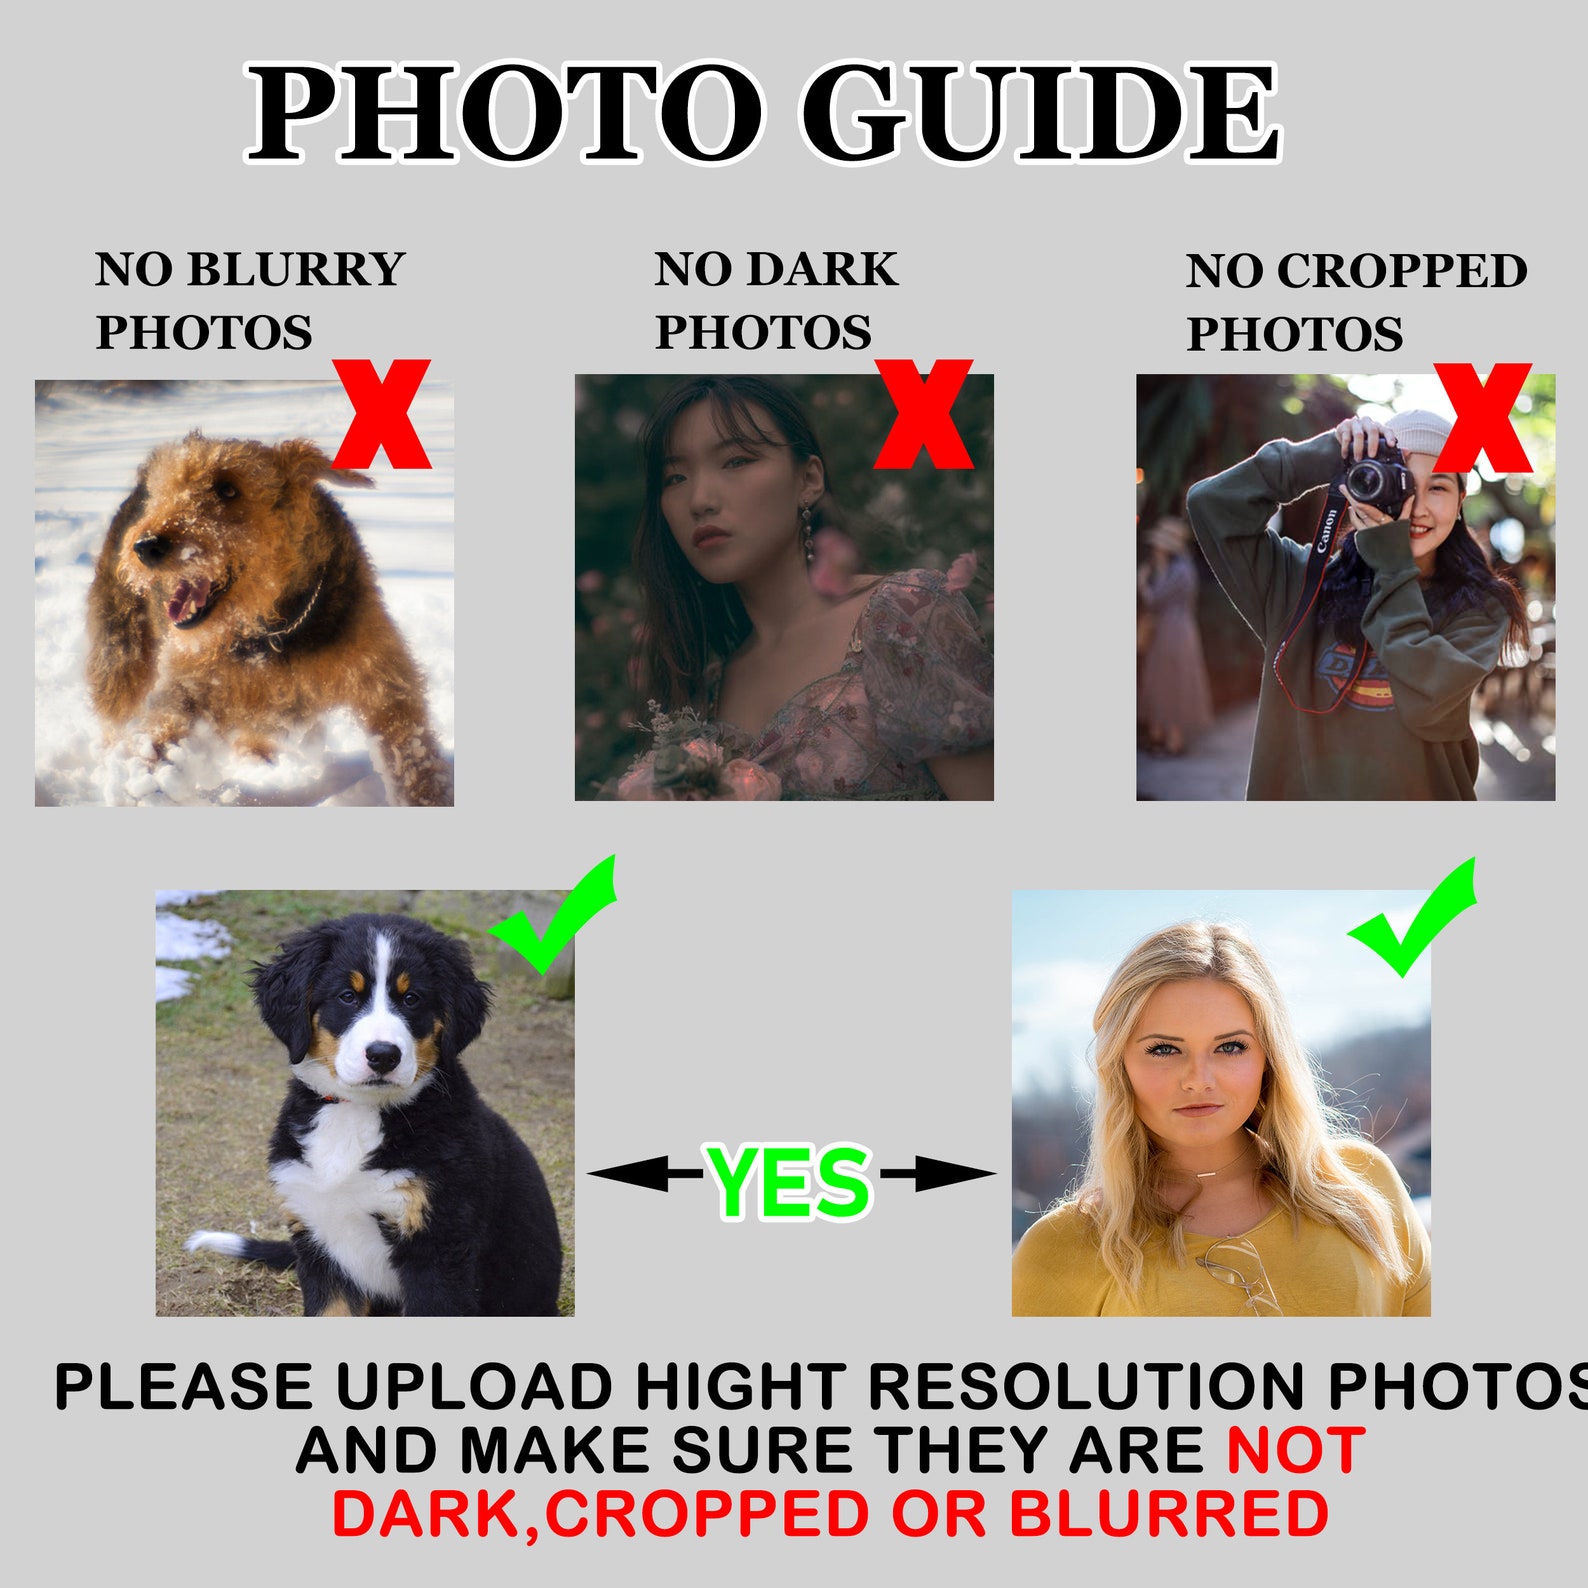 PHOTO GUIDE
NO BLURRY
PHOTOS
NO DARK
PHOTOS
NO CROPPED
PHOTOS
X
X
X
Canon
YES
PLEASE UPLOAD HIGHT RESOLUTION PHOTOS
AND MAKE SURE THEY ARE NOT
DARK,CROPPED OR BLURRED